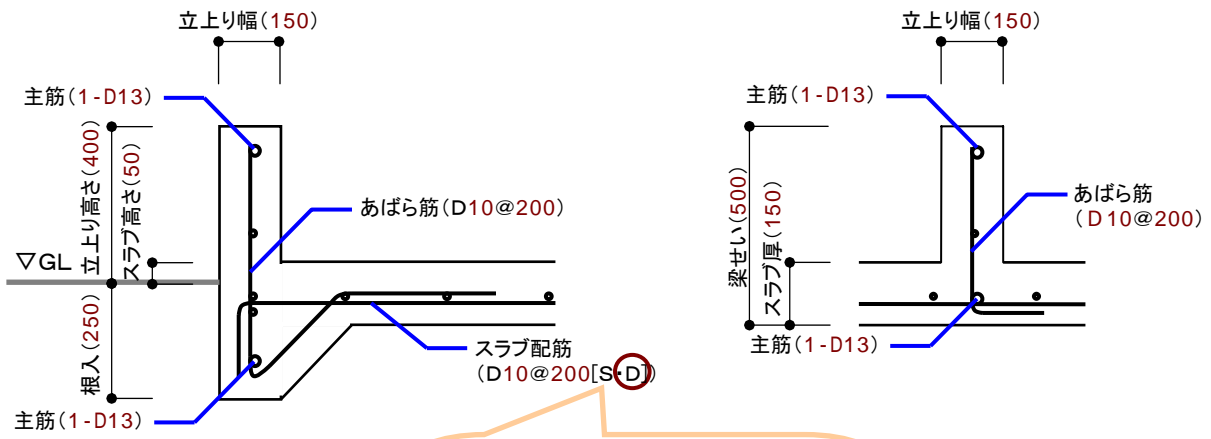 立上り幅(150)
主筋(1-D13)
立上り高さ(400)
スラブ高さ(50)
あばら筋(D10@200)
▽GL
根入(250)
スラブ配筋
(D10@200[S・D])
主筋(1-D13)
立上り幅(150)
主筋(1-D13)
梁せい(500)
スラブ厚(150)
あばら筋
(D10@200)
主筋(1-D13)